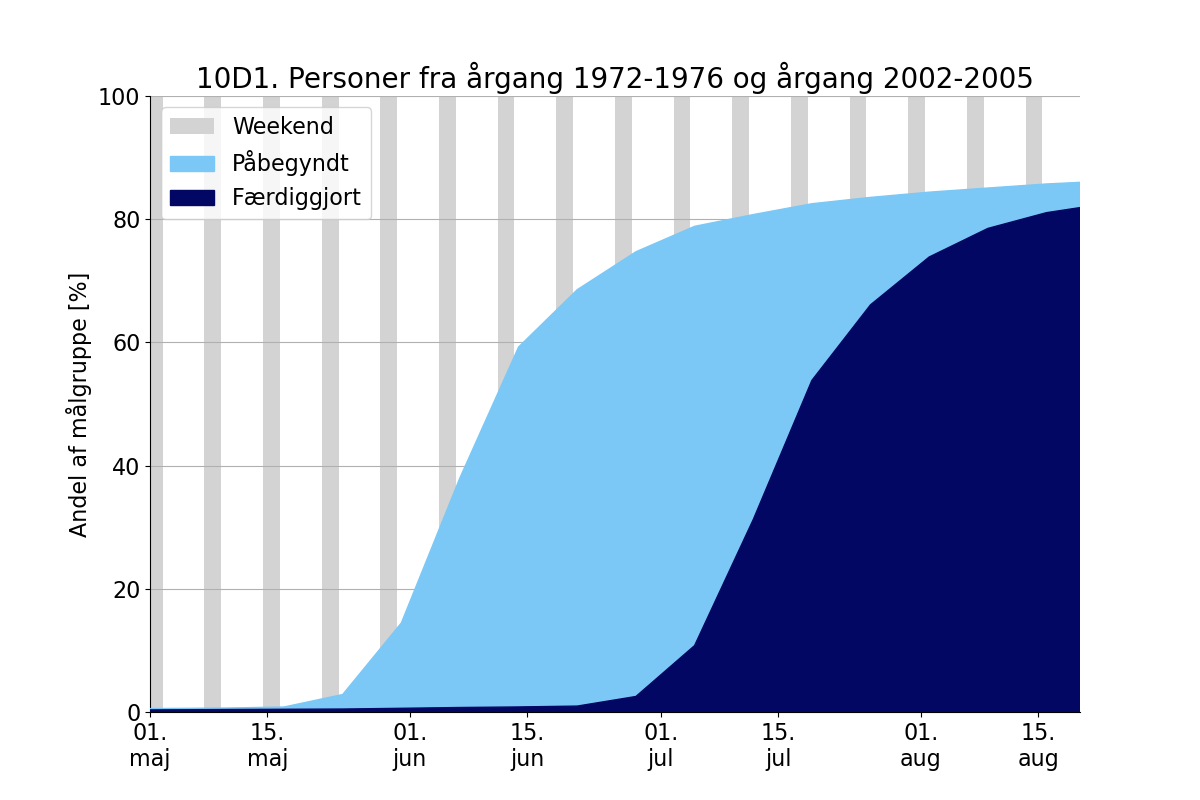 10D1. Personer fra årgang 1972-1976 og årgang 2002-2005
100
80
60
40
20
0
Andel af målgruppe [%]
Weekend
Påbegyndt
Færdiggjort
01. maj
15. maj
01. jun
15. jun
01. jul
15. jul
01. aug
15. aug